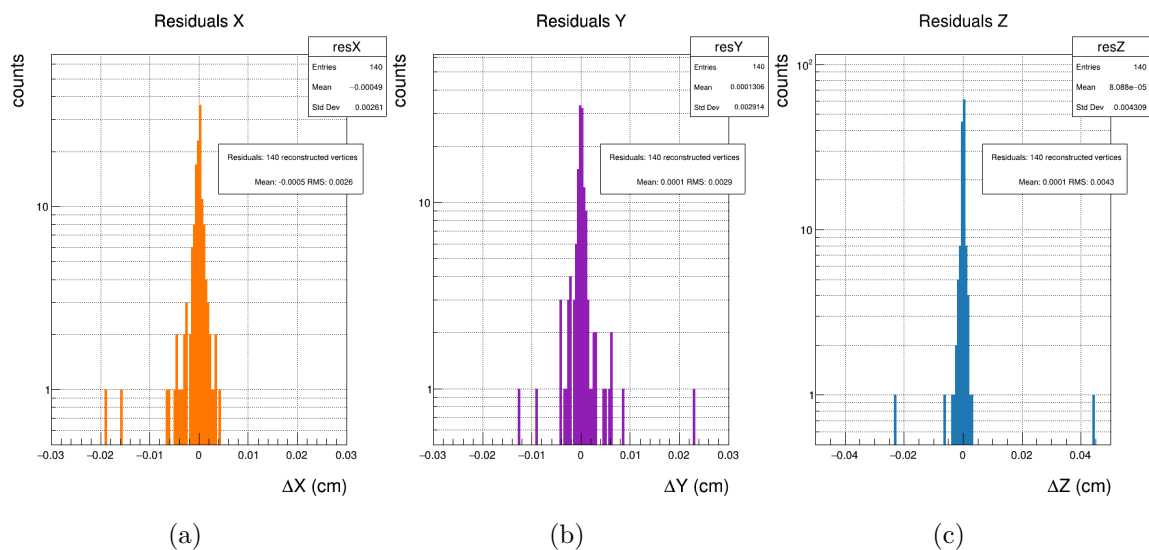 Residuals X
resX
Entries 140
Mean −0.00049
Std Dev 0.00261
Residuals: 140 reconstructed vertices
Mean: -0.0005 RMS: 0.0026
counts
10
1
−0.03 −0.02 −0.01 0 0.01 0.02 0.03
ΔX (cm)
(a)
Residuals Y
resY
Entries 140
Mean 0.0001306
Std Dev 0.002914
Residuals: 140 reconstructed vertices
Mean: 0.0001 RMS: 0.0029
counts
10
1
−0.03 −0.02 −0.01 0 0.01 0.02 0.03
ΔY (cm)
(b)
Residuals Z
resZ
Entries 140
Mean 8.088e−05
Std Dev 0.004309
Residuals: 140 reconstructed vertices
Mean: 0.0001 RMS: 0.0043
counts
10²
10
1
−0.04 −0.02 0 0.02 0.04
ΔZ (cm)
(c)